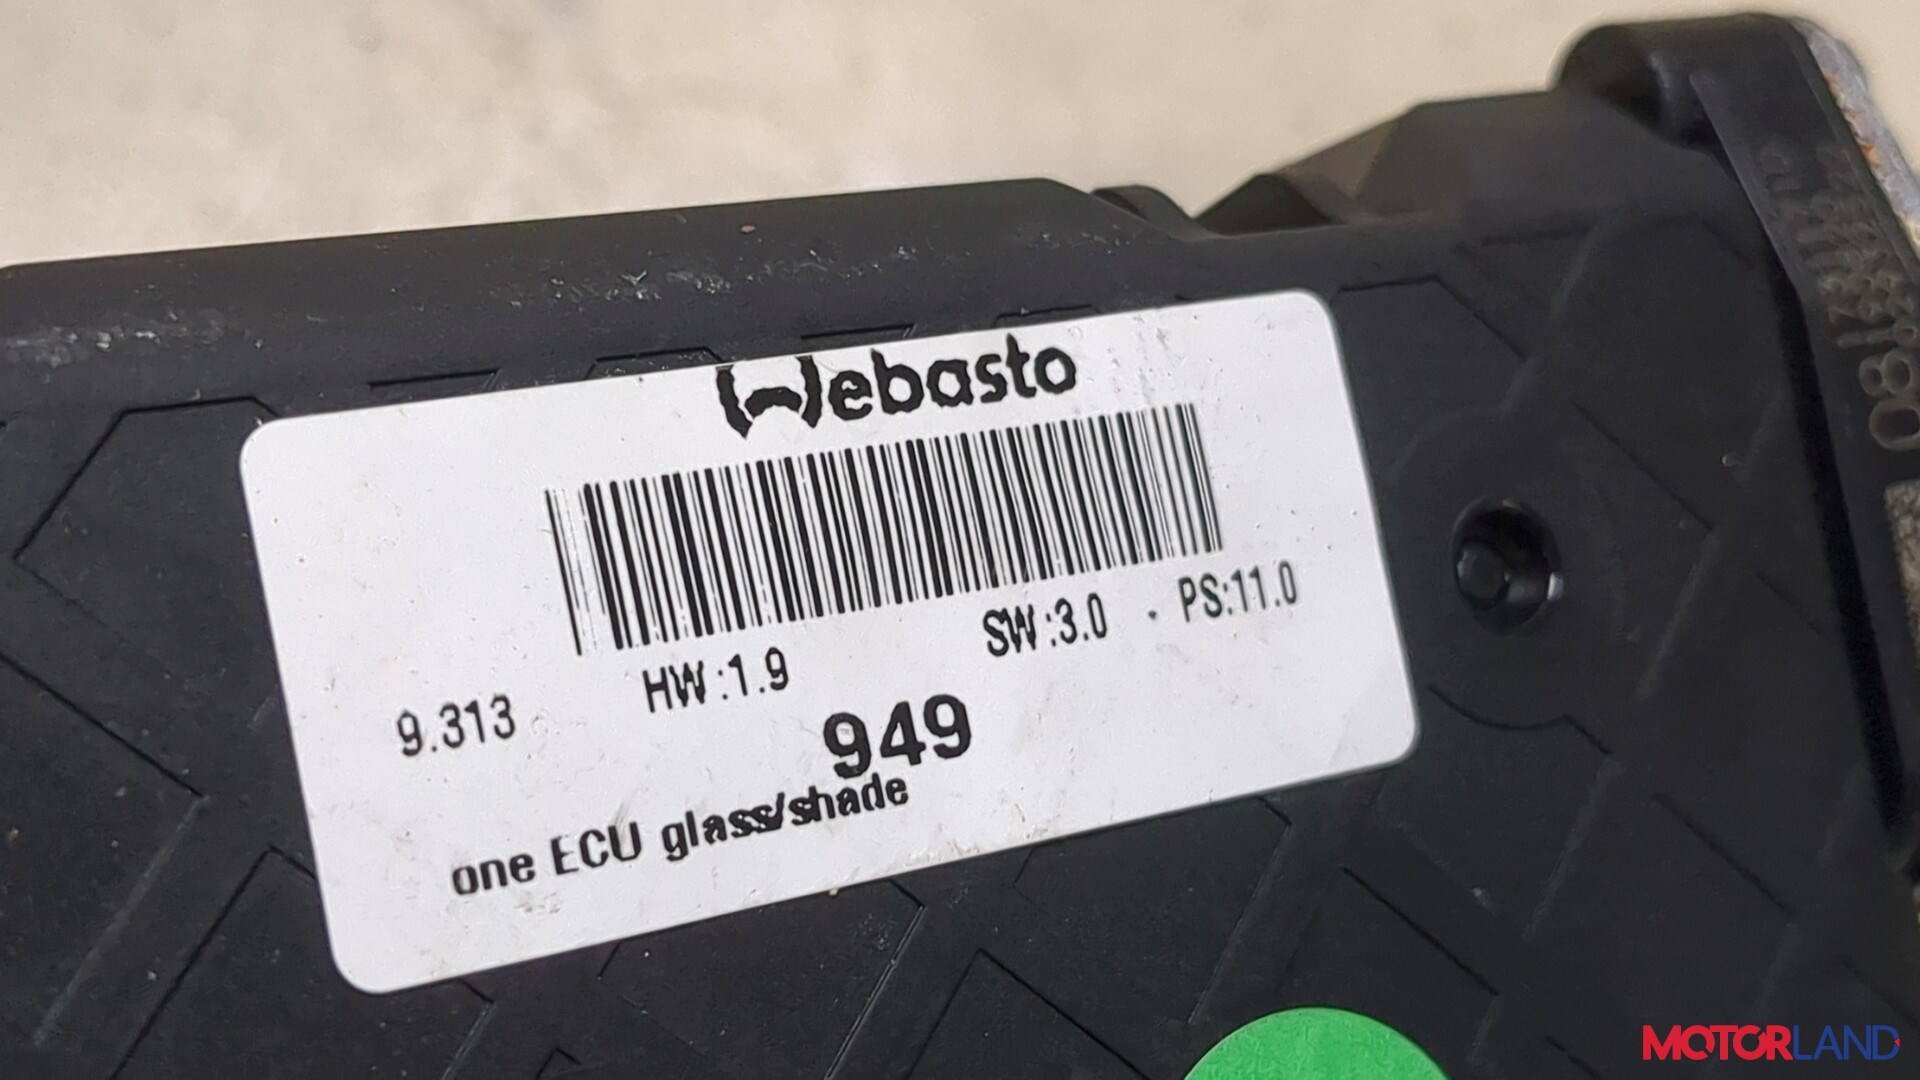 Webasto
9.313 HW:1.9 SW:3.0 - PS:11.0
949
one ECU glass/shade
MOTORLAND